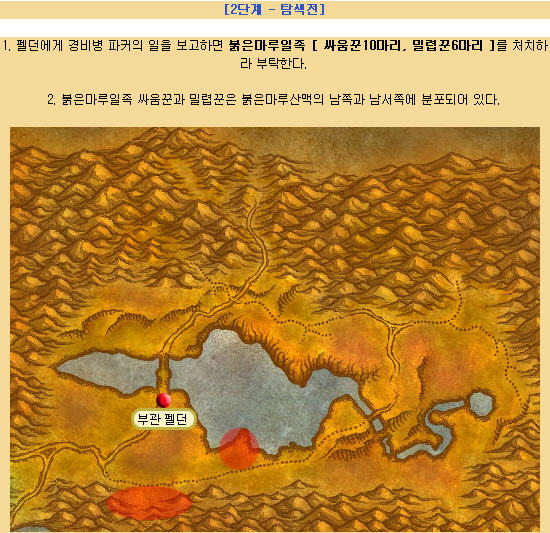 [2단계 - 탐색전]
1. 펠던에게 경비병 파커의 일을 보고하면 붉은마루일족 [ 싸움꾼10마리, 밀렵꾼6마리 ]를 처치하
라 부탁한다.
2. 붉은마루일족 싸움꾼과 밀렵꾼은 붉은마루산맥의 남쪽과 남서쪽에 분포되어 있다.
부관 펠던